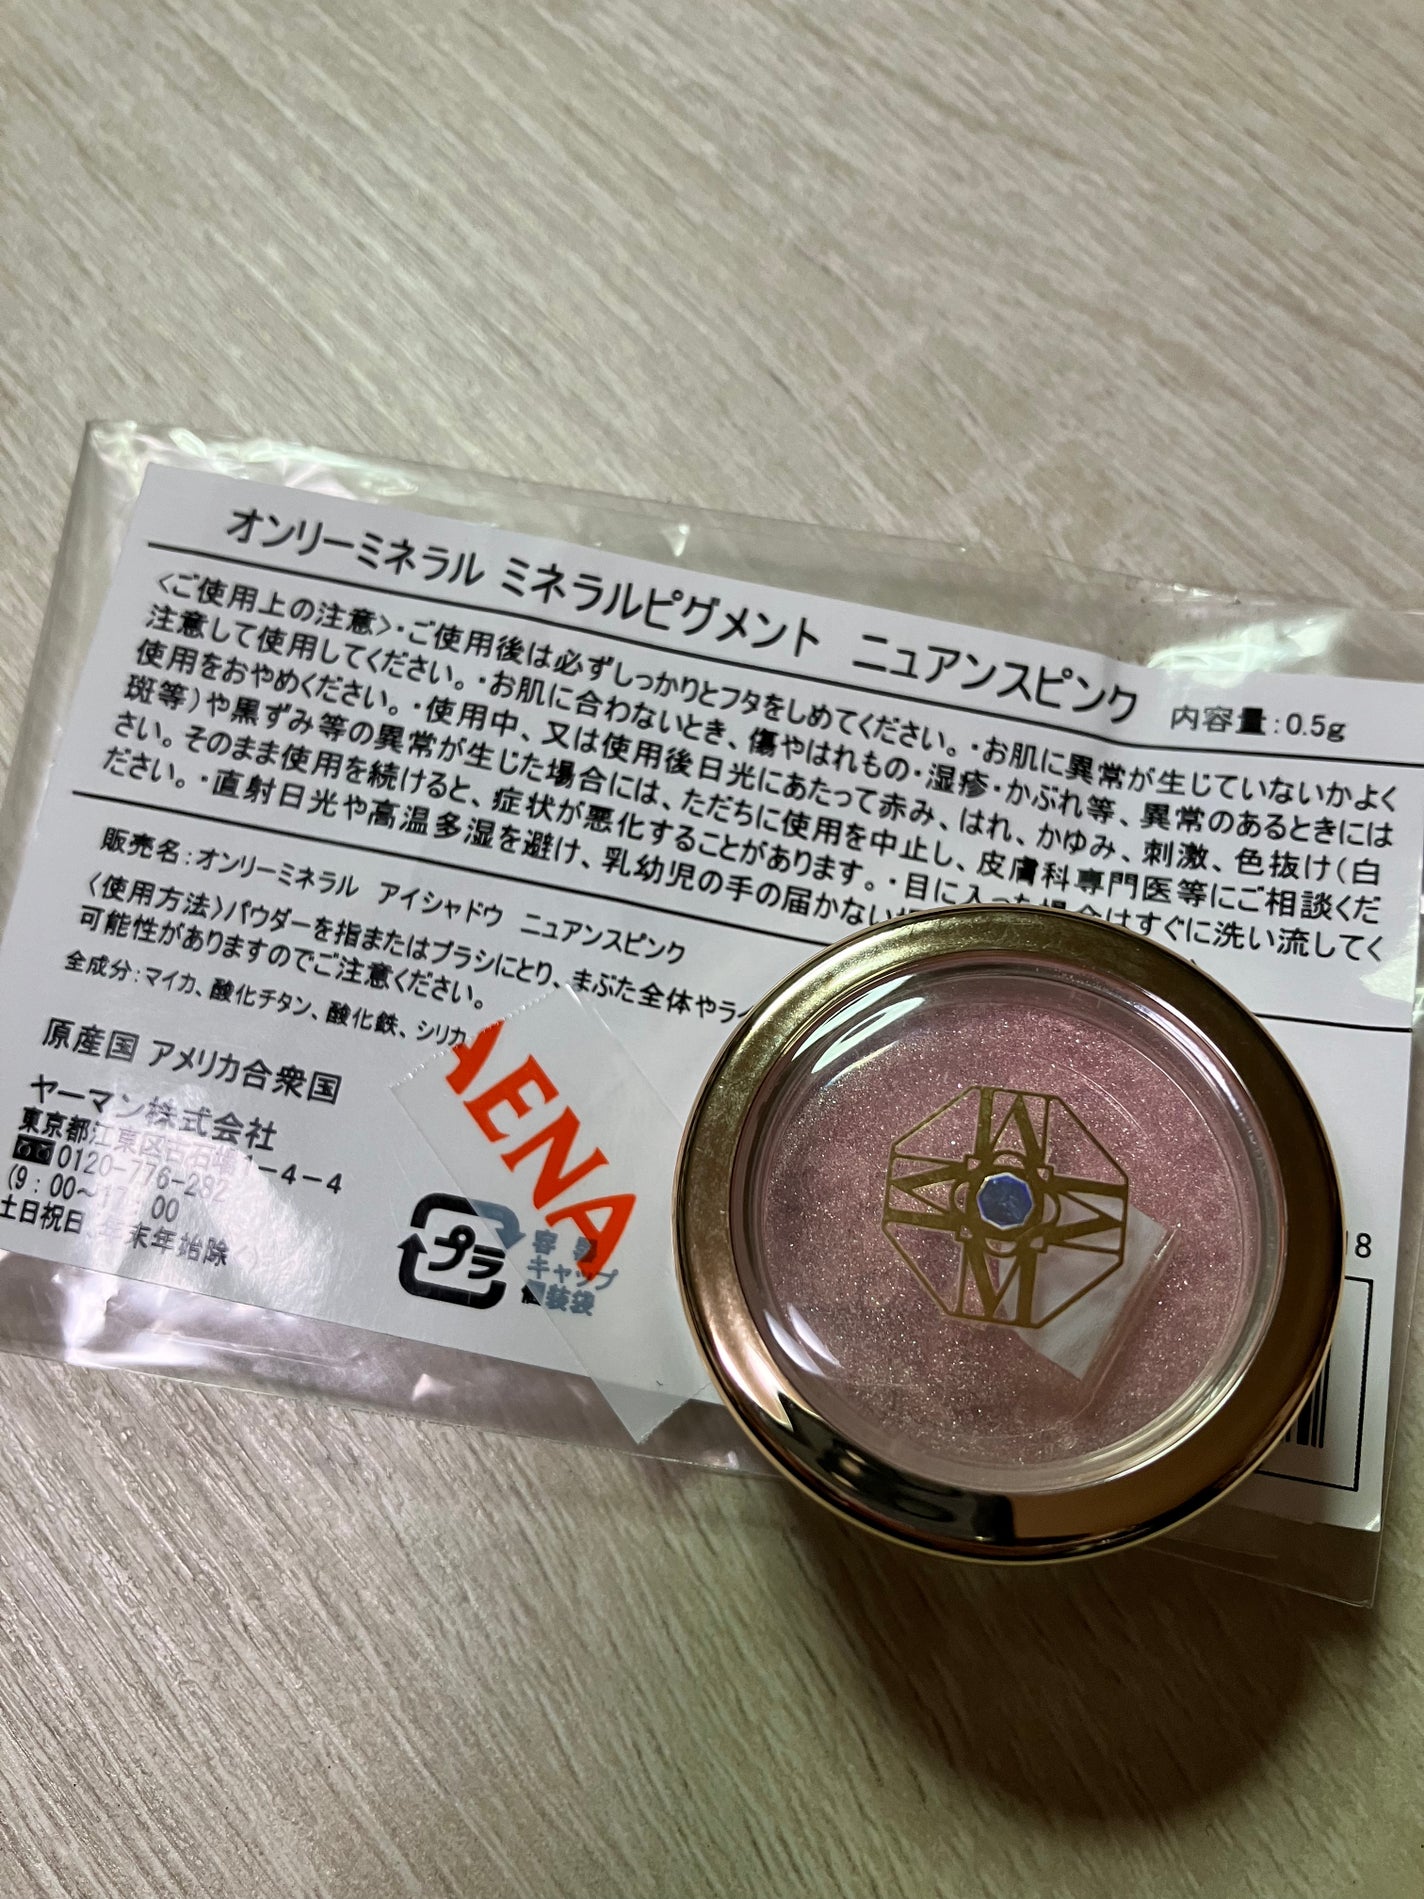 オンリーミネラル ミネラルピグメント ニュアンスピンク 内容量:0.5g
<ご使用上の注意>・ご使用後は必ずしっかりとフタをしめてください。・お肌に異常が生じていないかよく
注意して使用してください。・お肌に合わないとき、傷やはれもの・湿疹・かぶれ等、異常のあるときには
使用をおやめください。・使用中、又は使用後日光にあたって赤み、はれ、かゆみ、刺激、色抜け(白
斑等)や黒ずみ等の異常が生じた場合には、ただちに使用を中止し、皮膚科専門医等にご相談くだ
さい。そのまま使用を続けると、症状が悪化することがあります。・目に入った場合はすぐに洗い流してく
ださい。・直射日光や高温多湿を避け、乳幼児の手の届かない
販売名:オンリーミネラル アイシャドウ ニュアンスピンク
〈使用方法〉パウダーを指またはブラシにとり、まぶた全体やラ
可能性がありますのでご注意ください。
全成分:マイカ、酸化チタン、酸化鉄、シリカ
原産国 アメリカ合衆国
ヤーマン株式会社
東京都江東区古石場 -4-4
0120-776-282
(9:00~17:00
土日祝日、年末年始除く)
プラ
容器
キャップ
個装袋
AENA
8